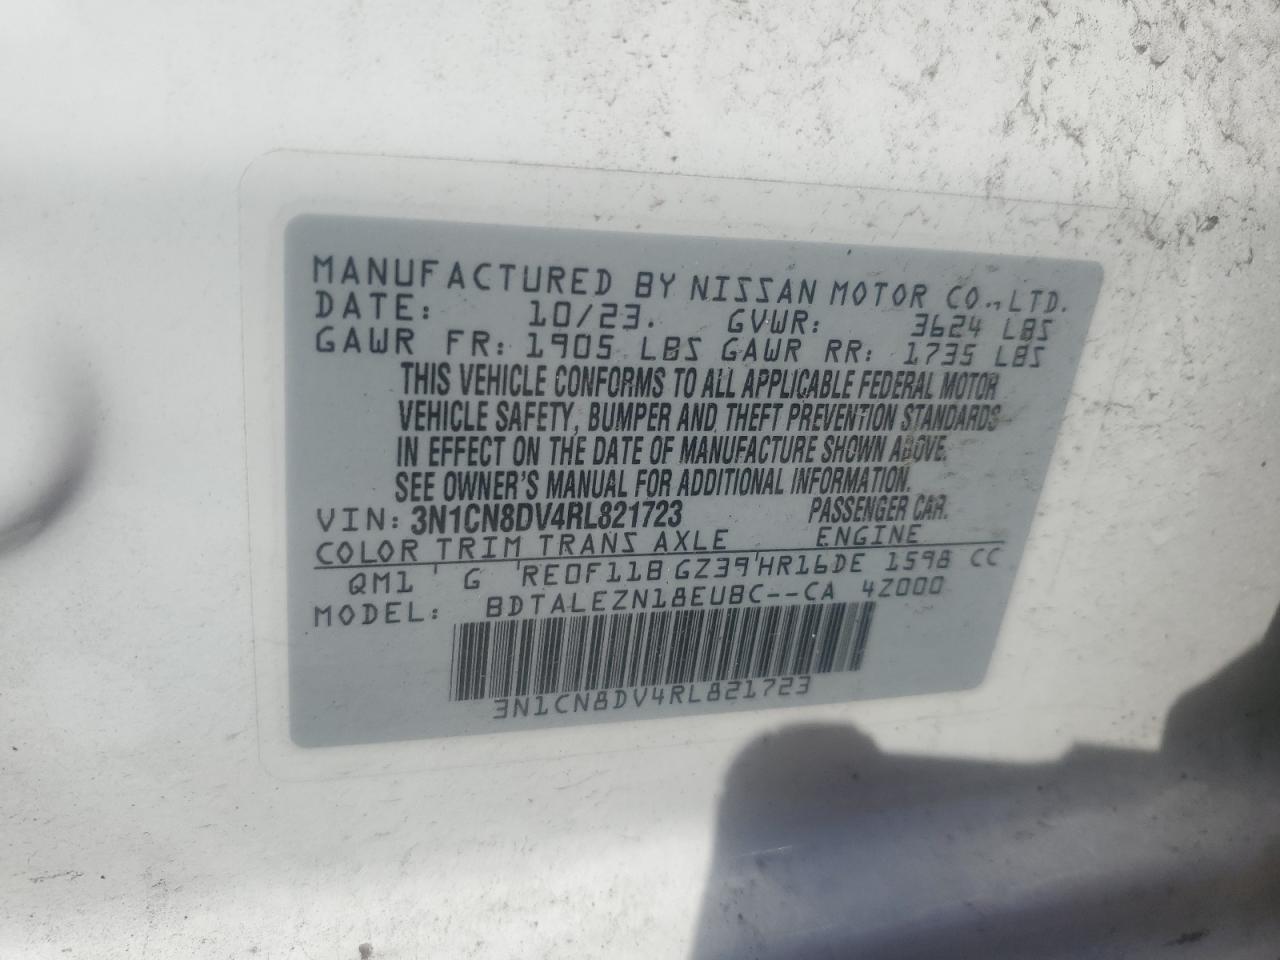 MANUFACTURED BY NISSAN MOTOR CO.,LTD.
DATE: 10/23. GVWR: 3624 LBS
GAWR FR: 1905 LBS GAWR RR: 1735 LBS
THIS VEHICLE CONFORMS TO ALL APPLICABLE FEDERAL MOTOR
VEHICLE SAFETY, BUMPER AND THEFT PREVENTION STANDARDS
IN EFFECT ON THE DATE OF MANUFACTURE SHOWN ABOVE.
SEE OWNER'S MANUAL FOR ADDITIONAL INFORMATION.
VIN: 3N1CN8DV4RL821723 PASSENGER CAR.
COLOR TRIM TRANS AXLE ENGINE
QM1 ' G 'RE0F11B GZ39'HR16DE 1598 CC
MODEL: BDTALEZN18EUBC--CA 4Z000
3N1CN8DV4RL821723